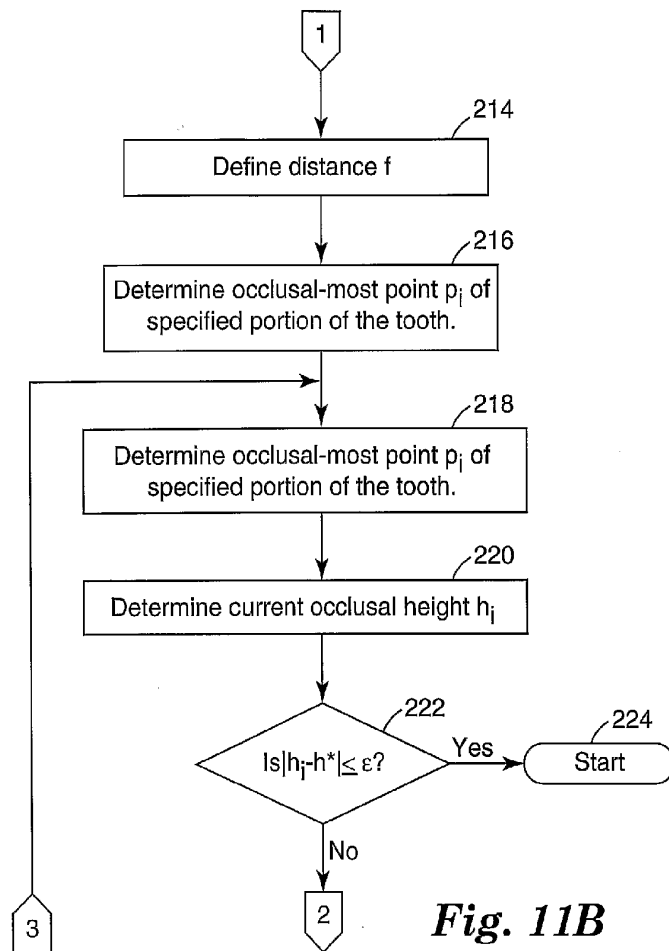 1
214
Define distance f
216
Determine occlusal-most point pi of
specified portion of the tooth.
218
Determine occlusal-most point pi of
specified portion of the tooth.
220
Determine current occlusal height hi
222
Is|hi-h*|≤ ε?
Yes
224
Start
No
3
2
Fig. 11B